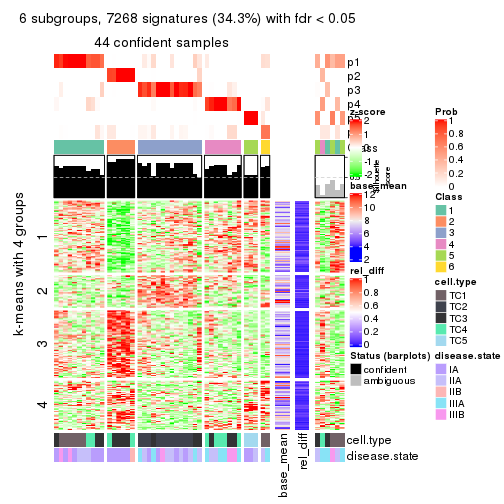 6 subgroups, 7268 signatures (34.3%) with fdr < 0.05
44 confident samples
p1
p2
p3
p4
k-means with 4 groups
1
2
3
4
z-score
2
1
0
-1
-2
Silhouette
score
base_mean
12
10
8
6
4
2
rel_diff
1
0.8
0.6
0.4
0.2
0
Status (barplots)
confident
ambiguous
Prob
1
0.8
0.6
0.4
0.2
0
Class
1
2
3
4
5
6
cell.type
TC1
TC2
TC3
TC4
TC5
disease.state
IA
IIA
IIB
IIIA
IIIB
cell.type
disease.state
base_mean
rel_diff